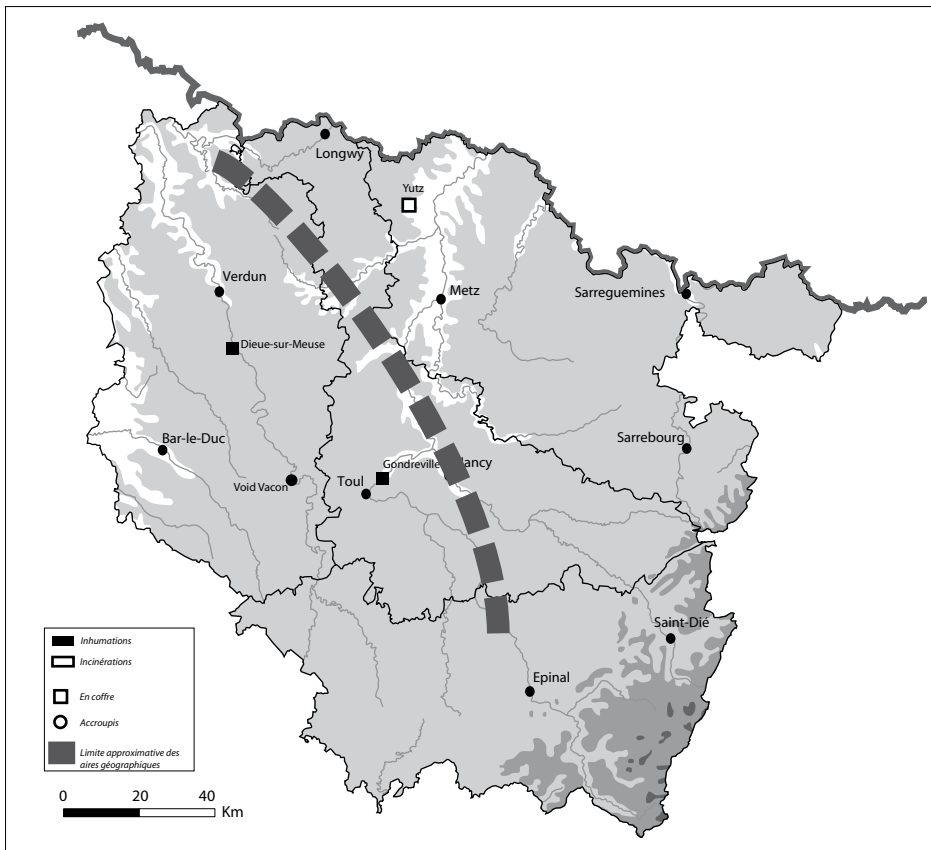 Longwy
Yutz
Verdun
Metz
Sarreguemines
Dieue-sur-Meuse
Bar-le-Duc
Sarrebourg
Gondreville
ancy
Void Vacon
Toul
Saint-Dié
Epinal
Inhumations
Incinérations
En coffre
Accroupis
Limite approximative des
aires géographiques
0 20 40
Km